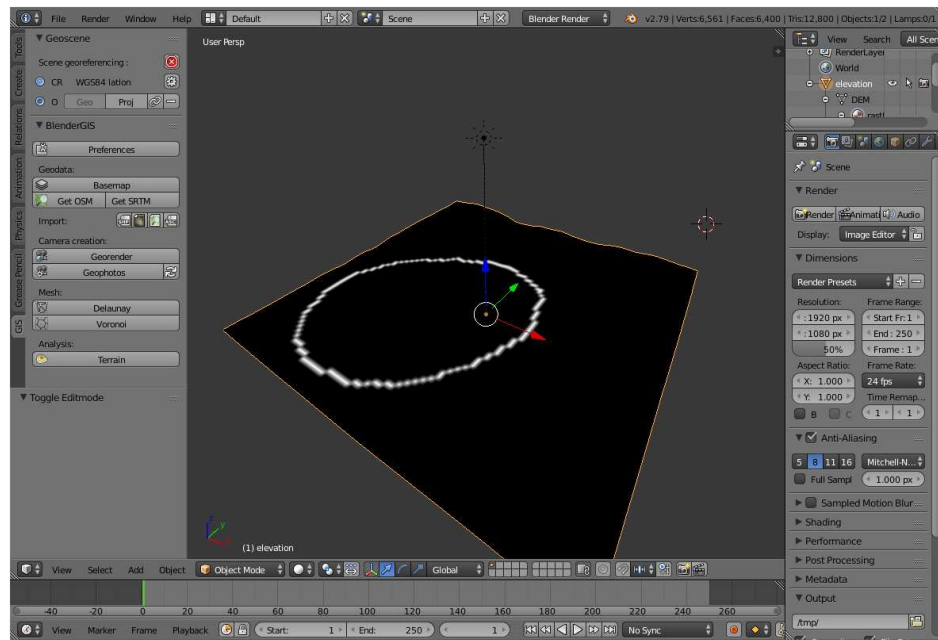 File Render Window Help Default Scene Blender Render v2.79 | Verts:6,561 | Faces:6,400 | Tris:12,800 | Objects:1/2 | Lamps:0/1
Geoscene
Scene georeferencing :
CR WGS84 lation
O Geo Proj
BlenderGIS
Preferences
Geodata:
Basemap
Get OSM Get SRTM
Import:
Camera creation:
Georender
Geophotos
Mesh:
Delaunay
Voronoi
Analysis:
Terrain
Toggle Editmode
Tools
Create
Relations
Animation
Physics
Grease Pencil
GIS
User Persp
(1) elevation
View Search All Scen
RenderLayer
World
elevation
DEM
Scene
Render
Render Animati Audio
Display: Image Editor
Dimensions
Render Presets
Resolution: Frame Range:
: 1920 px Start Fr: 1
: 1080 px End : 250
50% Frame : 1
Aspect Ratio: Frame Rate:
X: 1.000 24 fps
Y: 1.000 Time Remap...
B C 1 1
Anti-Aliasing
5 8 11 16 Mitchell-N...
Full Sampl 1.000 px
Sampled Motion Blur
Shading
Performance
Post Processing
Metadata
Output
/tmp/
View Select Add Object Object Mode Global
-40 -20 0 20 40 60 80 100 120 140 160 180 200 220 240 260
View Marker Frame Playback Start: 1 End: 250 1 No Sync